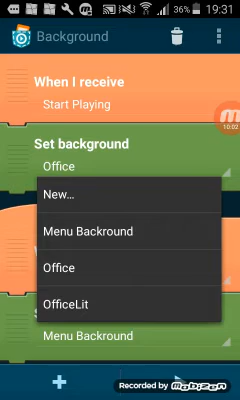 36% 19:31
Background
10:02
When I receive
Start Playing
Set background
Office
New...
Menu Backround
Office
OfficeLit
Menu Backround
Recorded by mobizen